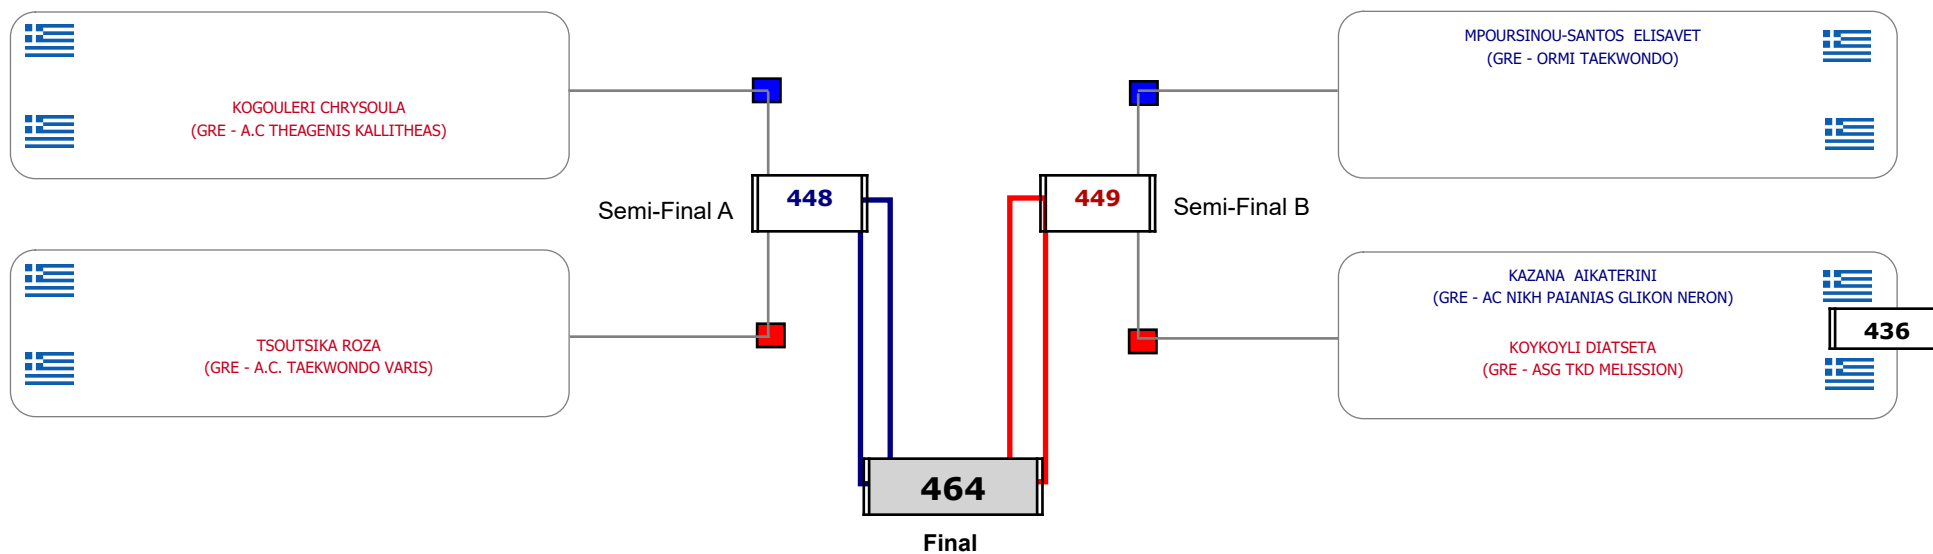 KOGOULERI CHRYSOULA
(GRE - A.C THEAGENIS KALLITHEAS)
TSOUTSIKA ROZA
(GRE - A.C. TAEKWONDO VARIS)
Semi-Final A
448
449
Semi-Final B
MPOURSINOU-SANTOS ELISAVET
(GRE - ORMI TAEKWONDO)
KAZANA AIKATERINI
(GRE - AC NIKH PAIANIAS GLIKON NERON)
436
KOYKOYLI DIATSETA
(GRE - ASG TKD MELISSION)
464
Final